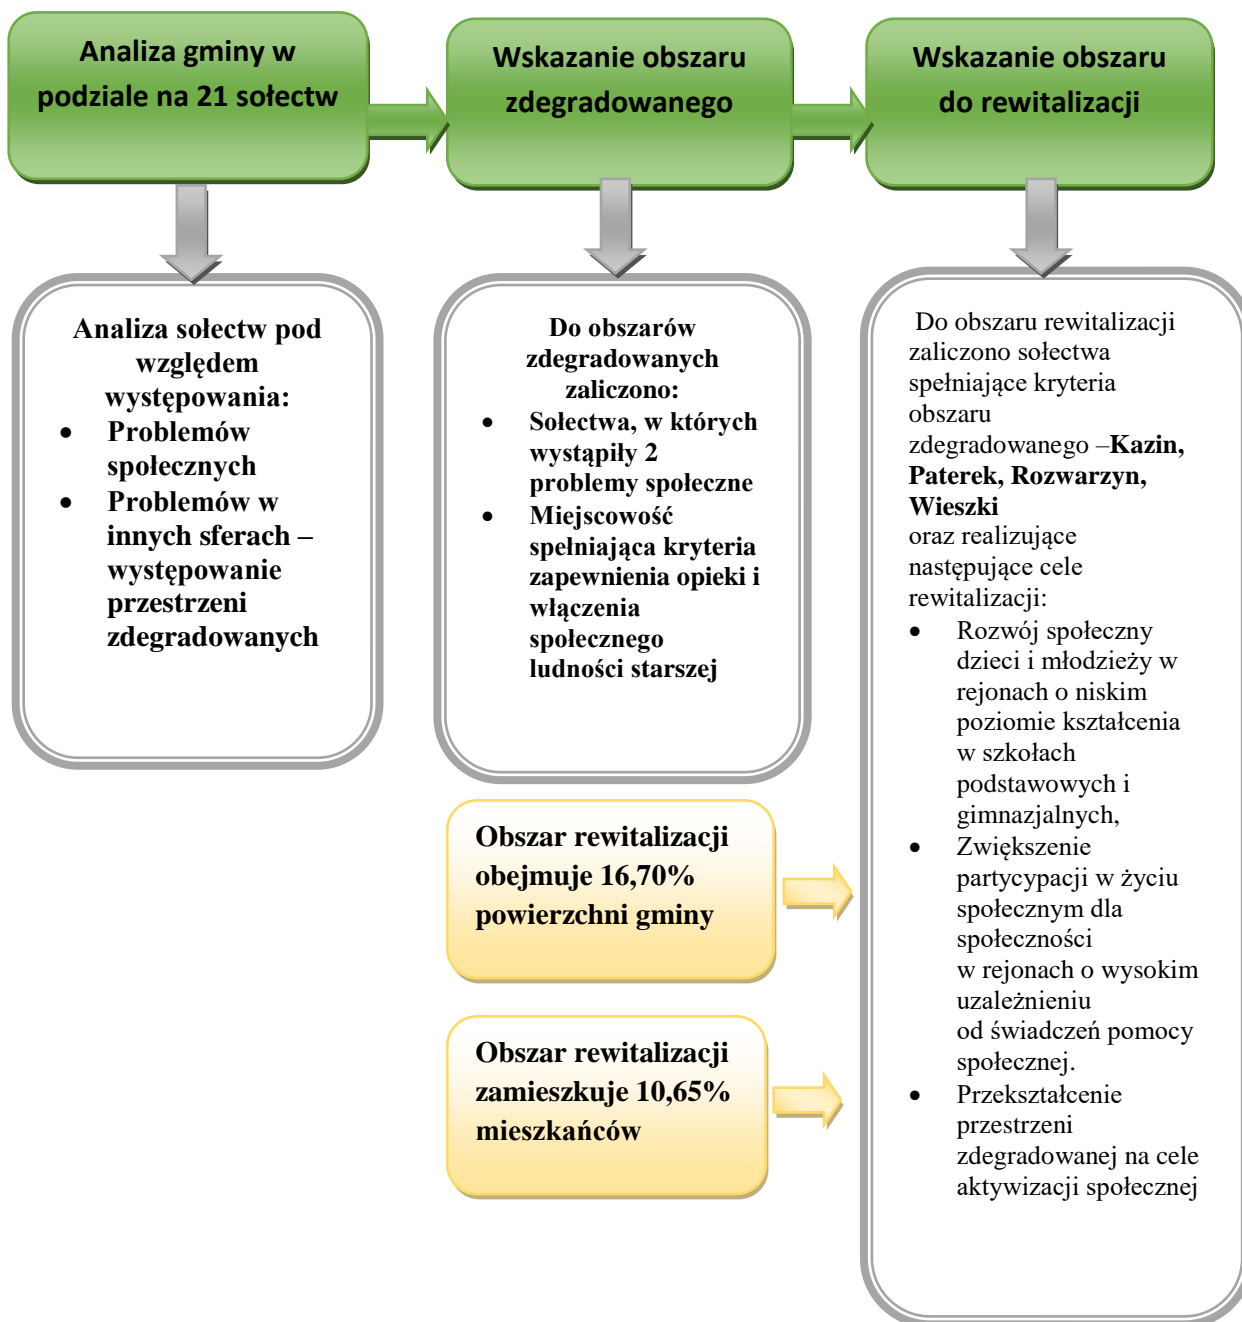 Analiza gminy w
podziale na 21 sołectw
Wskazanie obszaru
zdegradowanego
Wskazanie obszaru
do rewitalizacji
Analiza sołectw pod
względem
występowania:
• Problemów
społecznych
• Problemów w
innych sferach –
występowanie
przestrzeni
zdegradowanych
Do obszarów
zdegradowanych
zaliczono:
• Sołectwa, w których
wystąpiły 2
problemy społeczne
• Miejscowość
spełniająca kryteria
zapewnienia opieki i
włączenia
społecznego
ludności starszej
Obszar rewitalizacji
obejmuje 16,70%
powierzchni gminy
Obszar rewitalizacji
zamieszkuje 10,65%
mieszkańców
Do obszaru rewitalizacji
zaliczono sołectwa
spełniające kryteria
obszaru
zdegradowanego –Kazin,
Paterek, Rozwarzyn,
Wieszki
oraz realizujące
następujące cele
rewitalizacji:
• Rozwój społeczny
dzieci i młodzieży w
rejonach o niskim
poziomie kształcenia
w szkołach
podstawowych i
gimnazjalnych,
• Zwiększenie
partycypacji w życiu
społecznym dla
społeczności
w rejonach o wysokim
uzależnieniu
od świadczeń pomocy
społecznej.
• Przekształcenie
przestrzeni
zdegradowanej na cele
aktywizacji społecznej